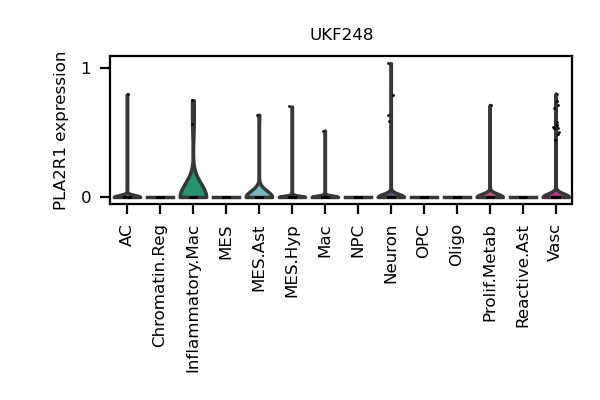 UKF248
PLA2R1 expression
1
0
AC
Chromatin.Reg
Inflammatory.Mac
MES
MES.Ast
MES.Hyp
Mac
NPC
Neuron
OPC
Oligo
Prolif.Metab
Reactive.Ast
Vasc